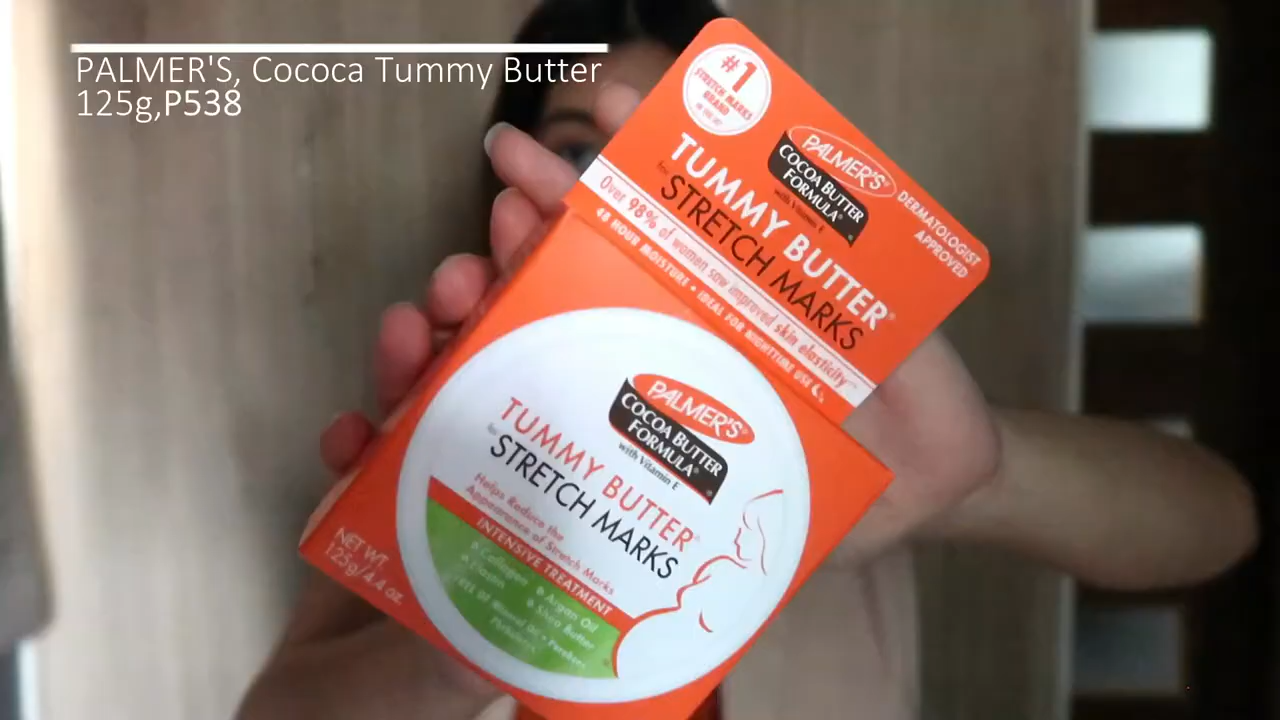 PALMER'S, Cococa Tummy Butter
125g,P538
#1
STRETCH MARKS
BRAND
PALMER'S®
COCOA BUTTER
FORMULA®
with Vitamin E
DERMATOLOGIST
APPROVED
TUMMY BUTTER®
for STRETCH MARKS
Over 98% of women saw improved skin elasticity
48 HOUR MOISTURE • IDEAL FOR NIGHTTIME USE
PALMER'S®
COCOA BUTTER
FORMULA®
with Vitamin E
TUMMY BUTTER®
for STRETCH MARKS
Helps Reduce the
Appearance of Stretch Marks
INTENSIVE TREATMENT
Collagen
Elastin
Argan Oil
Shea Butter
FREE OF Mineral Oil • Parabens
NET WT.
125g/4.4 oz.